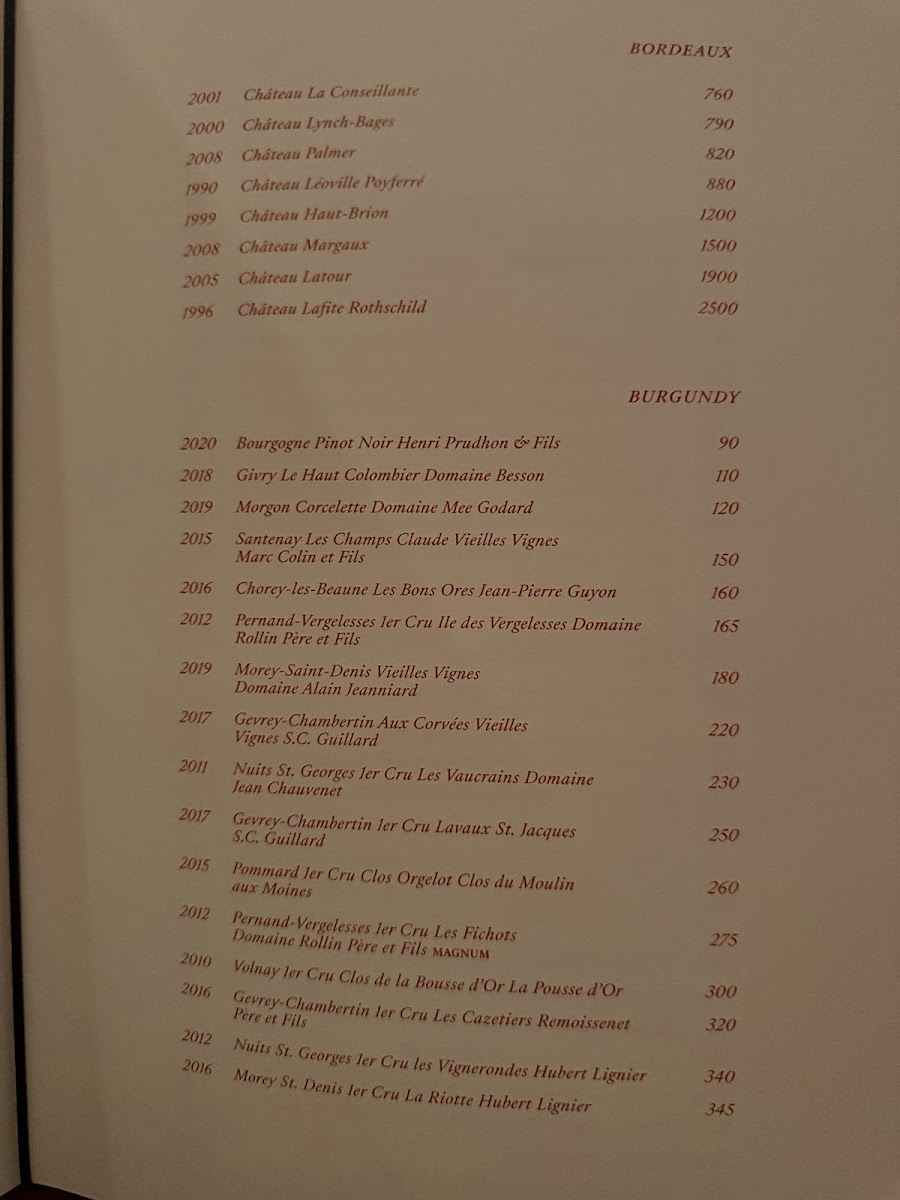 BORDEAUX
2001 Château La Conseillante 760
2000 Château Lynch-Bages 790
2008 Château Palmer 820
1990 Château Léoville Poyferré 880
1999 Château Haut-Brion 1200
2008 Château Margaux 1500
2005 Château Latour 1900
1996 Château Lafite Rothschild 2500
BURGUNDY
2020 Bourgogne Pinot Noir Henri Prudhon & Fils 90
2018 Givry Le Haut Colombier Domaine Besson 110
2019 Morgon Corcelette Domaine Mee Godard 120
2015 Santenay Les Champs Claude Vieilles Vignes
Marc Colin et Fils 150
2016 Chorey-les-Beaune Les Bons Ores Jean-Pierre Guyon 160
2012 Pernand-Vergelesses 1er Cru Ile des Vergelesses Domaine 165
Rollin Père et Fils
2019 Morey-Saint-Denis Vieilles Vignes 180
Domaine Alain Jeanniard
2017 Gevrey-Chambertin Aux Corvées Vieilles 220
Vignes S.C. Guillard
2011 Nuits St. Georges 1er Cru Les Vaucrains Domaine 230
Jean Chauvenet
2017 Gevrey-Chambertin 1er Cru Lavaux St. Jacques 250
S.C. Guillard
2015 Pommard 1er Cru Clos Orgelot Clos du Moulin 260
aux Moines
2012 Pernand-Vergelesses 1er Cru Les Fichots 275
Domaine Rollin Père et Fils MAGNUM
2010 Volnay 1er Cru Clos de la Bousse d'Or La Pousse d'Or 300
2016 Gevrey-Chambertin 1er Cru Les Cazetiers Remoissenet 320
Père et Fils
2012 Nuits St. Georges 1er Cru les Vignerondes Hubert Lignier 340
2016 Morey St. Denis 1er Cru La Riotte Hubert Lignier 345